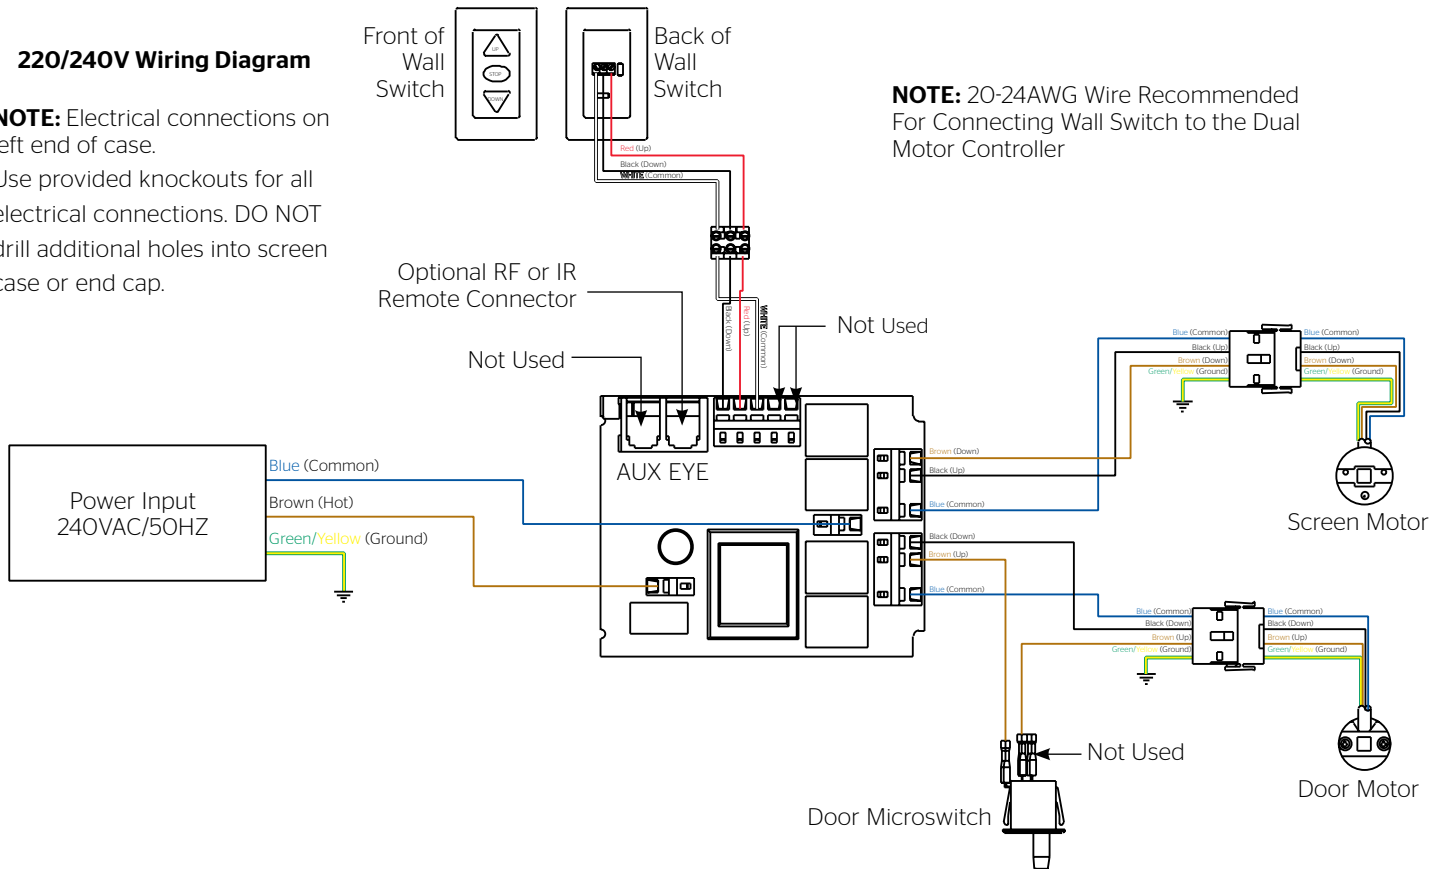 220/240V Wiring Diagram
NOTE: Electrical connections on
left end of case.
Use provided knockouts for all
electrical connections. DO NOT
drill additional holes into screen
case or end cap.
Front of
Wall
Switch
UP
STOP
DOWN
Back of
Wall
Switch
NOTE: 20-24AWG Wire Recommended
For Connecting Wall Switch to the Dual
Motor Controller
Red (Up)
Black (Down)
WHITE (Common)
Optional RF or IR
Remote Connector
Not Used
Black (Down)
Red (Up)
WHITE (Common)
Not Used
AUX EYE
Power Input
240VAC/50HZ
Blue (Common)
Brown (Hot)
Green/Yellow (Ground)
Brown (Down)
Black (Up)
Blue (Common)
Black (Down)
Brown (Up)
Blue (Common)
Blue (Common)
Black (Up)
Brown (Down)
Green/Yellow (Ground)
Blue (Common)
Black (Up)
Brown (Down)
Green/Yellow (Ground)
Screen Motor
Blue (Common)
Black (Down)
Brown (Up)
Green/Yellow (Ground)
Blue (Common)
Black (Down)
Brown (Up)
Green/Yellow (Ground)
Door Motor
Not Used
Door Microswitch